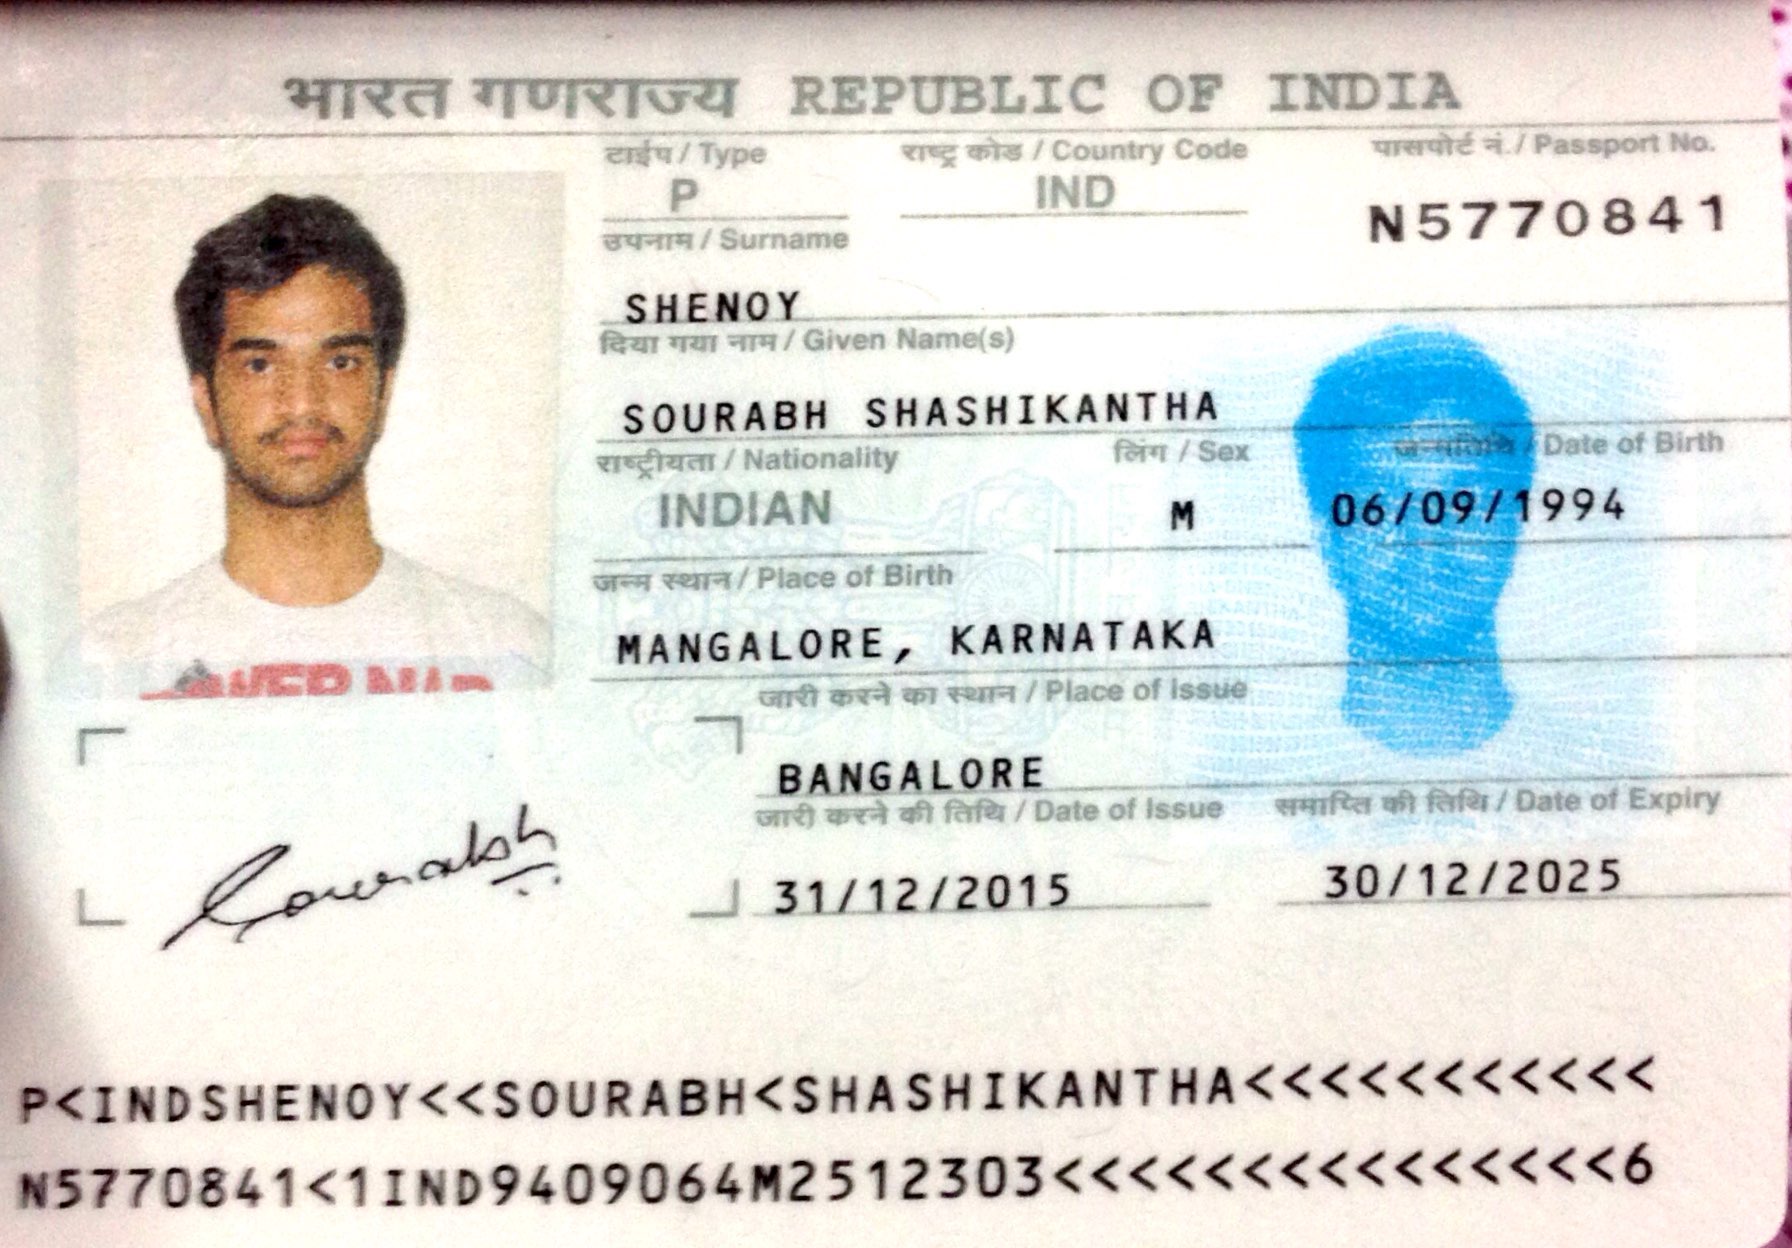 भारत गणराज्य REPUBLIC OF INDIA
टाईप / Type राष्ट्र कोड / Country Code पासपोर्ट नं. / Passport No.
P IND N5770841
उपनाम / Surname
SHENOY
दिया गया नाम / Given Name(s)
SOURABH SHASHIKANTHA
राष्ट्रीयता / Nationality लिंग / Sex जन्मतिथि / Date of Birth
INDIAN M 06/09/1994
जन्म स्थान / Place of Birth
MANGALORE, KARNATAKA
जारी करने का स्थान / Place of Issue
BANGALORE
जारी करने की तिथि / Date of Issue समाप्ति की तिथि / Date of Expiry
31/12/2015 30/12/2025
Sourabh
P<INDSHENOY<<SOURABH<SHASHIKANTHA<<<<<<<<<<<
N5770841<1IND9409064M2512303<<<<<<<<<<<<<<<6